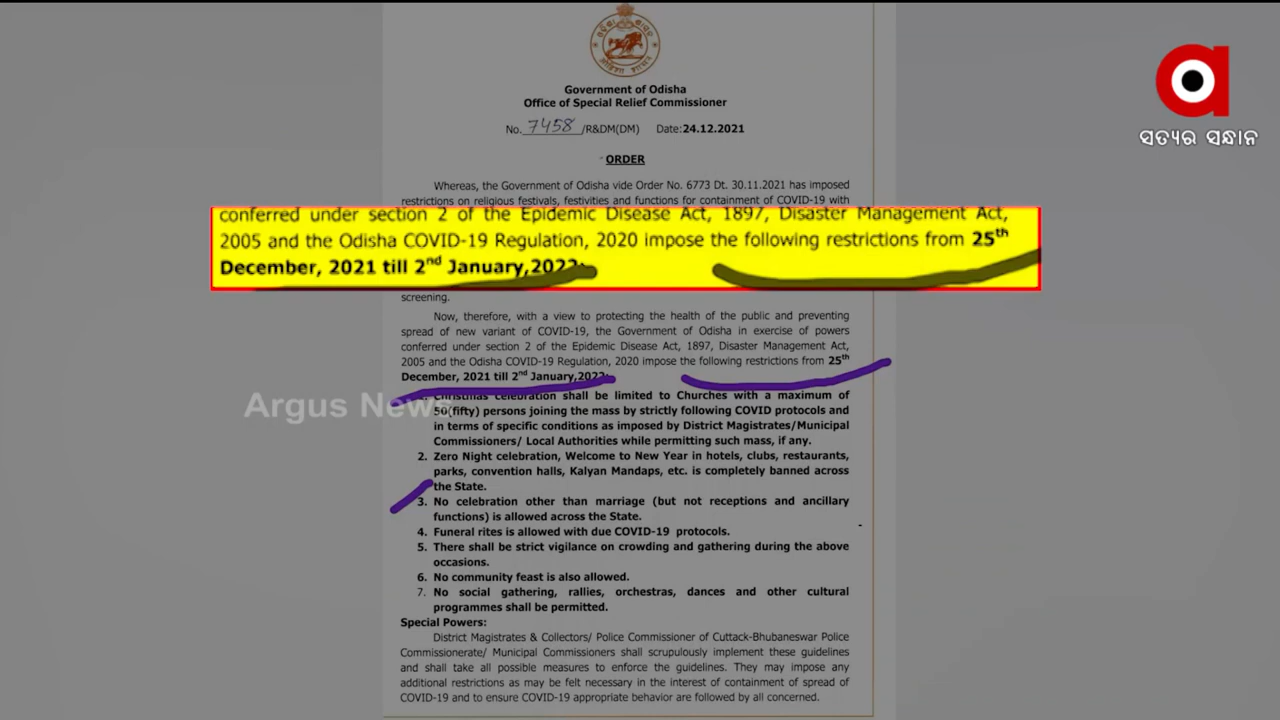 Government of Odisha
Office of Special Relief Commissioner
No. 7458 /R&DM(DM) Date:24.12.2021
ORDER
Whereas, the Government of Odisha vide Order No. 6773 Dt. 30.11.2021 has imposed
restrictions on religious festivals, festivities and functions for containment of COVID-19 with
conferred under section 2 of the Epidemic Disease Act, 1897, Disaster Management Act,
2005 and the Odisha COVID-19 Regulation, 2020 impose the following restrictions from 25th
December, 2021 till 2nd January,2022:
screening.
Now, therefore, with a view to protecting the health of the public and preventing
spread of new variant of COVID-19, the Government of Odisha in exercise of powers
conferred under section 2 of the Epidemic Disease Act, 1897, Disaster Management Act,
2005 and the Odisha COVID-19 Regulation, 2020 impose the following restrictions from 25th
December, 2021 till 2nd January,2022:
1. Christmas celebration shall be limited to Churches with a maximum of
50(fifty) persons joining the mass by strictly following COVID protocols and
in terms of specific conditions as imposed by District Magistrates/Municipal
Commissioners/ Local Authorities while permitting such mass, if any.
2. Zero Night celebration, Welcome to New Year in hotels, clubs, restaurants,
parks, convention halls, Kalyan Mandaps, etc. is completely banned across
the State.
3. No celebration other than marriage (but not receptions and ancillary
functions) is allowed across the State.
4. Funeral rites is allowed with due COVID-19 protocols.
5. There shall be strict vigilance on crowding and gathering during the above
occasions.
6. No community feast is also allowed.
7. No social gathering, rallies, orchestras, dances and other cultural
programmes shall be permitted.
Special Powers:
District Magistrates & Collectors/ Police Commissioner of Cuttack-Bhubaneswar Police
Commissionerate/ Municipal Commissioners shall scrupulously implement these guidelines
and shall take all possible measures to enforce the guidelines. They may impose any
additional restrictions as may be felt necessary in the interest of containment of spread of
COVID-19 and to ensure COVID-19 appropriate behavior are followed by all concerned.
Argus News
a
ସତ୍ୟର ସନ୍ଧାନ